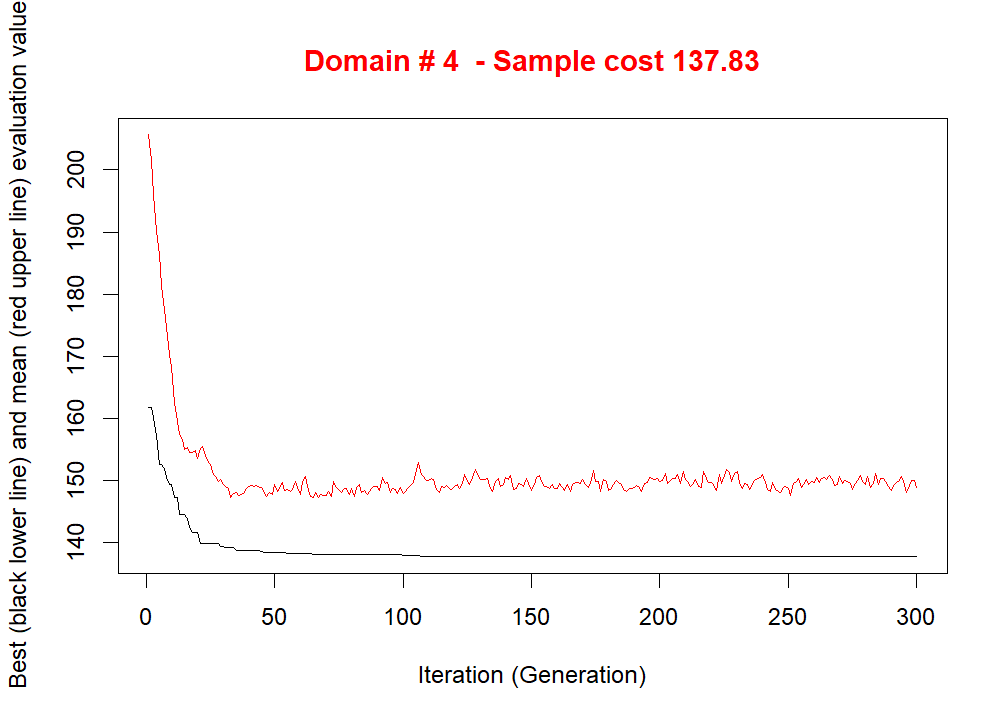 Domain # 4  - Sample cost 137.83
Best (black lower line) and mean (red upper line) evaluation value
200
190
180
170
160
150
140
0 50 100 150 200 250 300
Iteration (Generation)